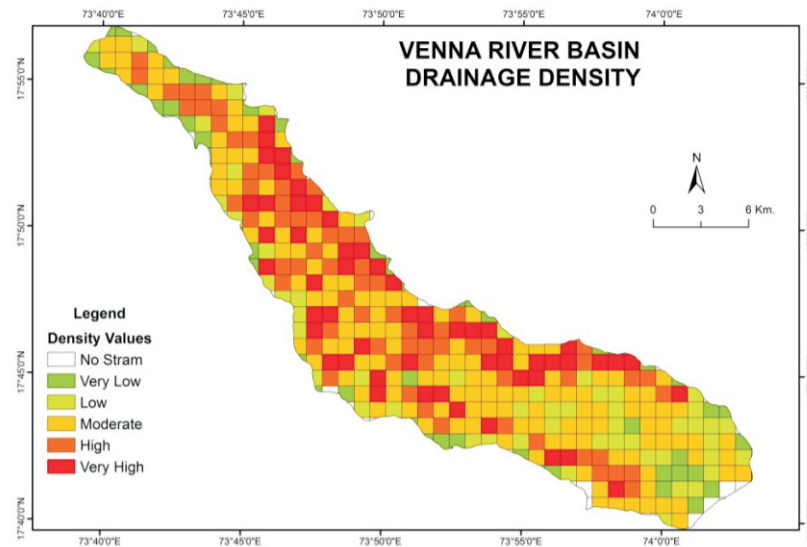 73°40'0"E 73°45'0"E 73°50'0"E 73°55'0"E 74°0'0"E
VENNA RIVER BASIN
DRAINAGE DENSITY
17°55'0"N
N
0 3 6 Km.
17°50'0"N
Legend
Density Values
No Stram
Very Low
Low
Moderate
High
Very High
17°45'0"N
17°40'0"N
73°40'0"E 73°45'0"E 73°50'0"E 73°55'0"E 74°0'0"E